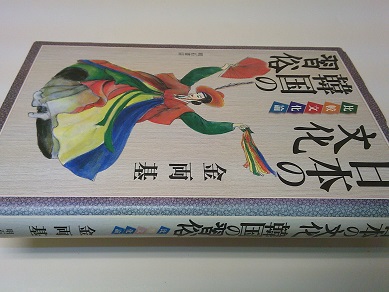 日本の文化
韓国の習俗
比較文化論
金両基
日本の文化 韓国の習俗
金両基